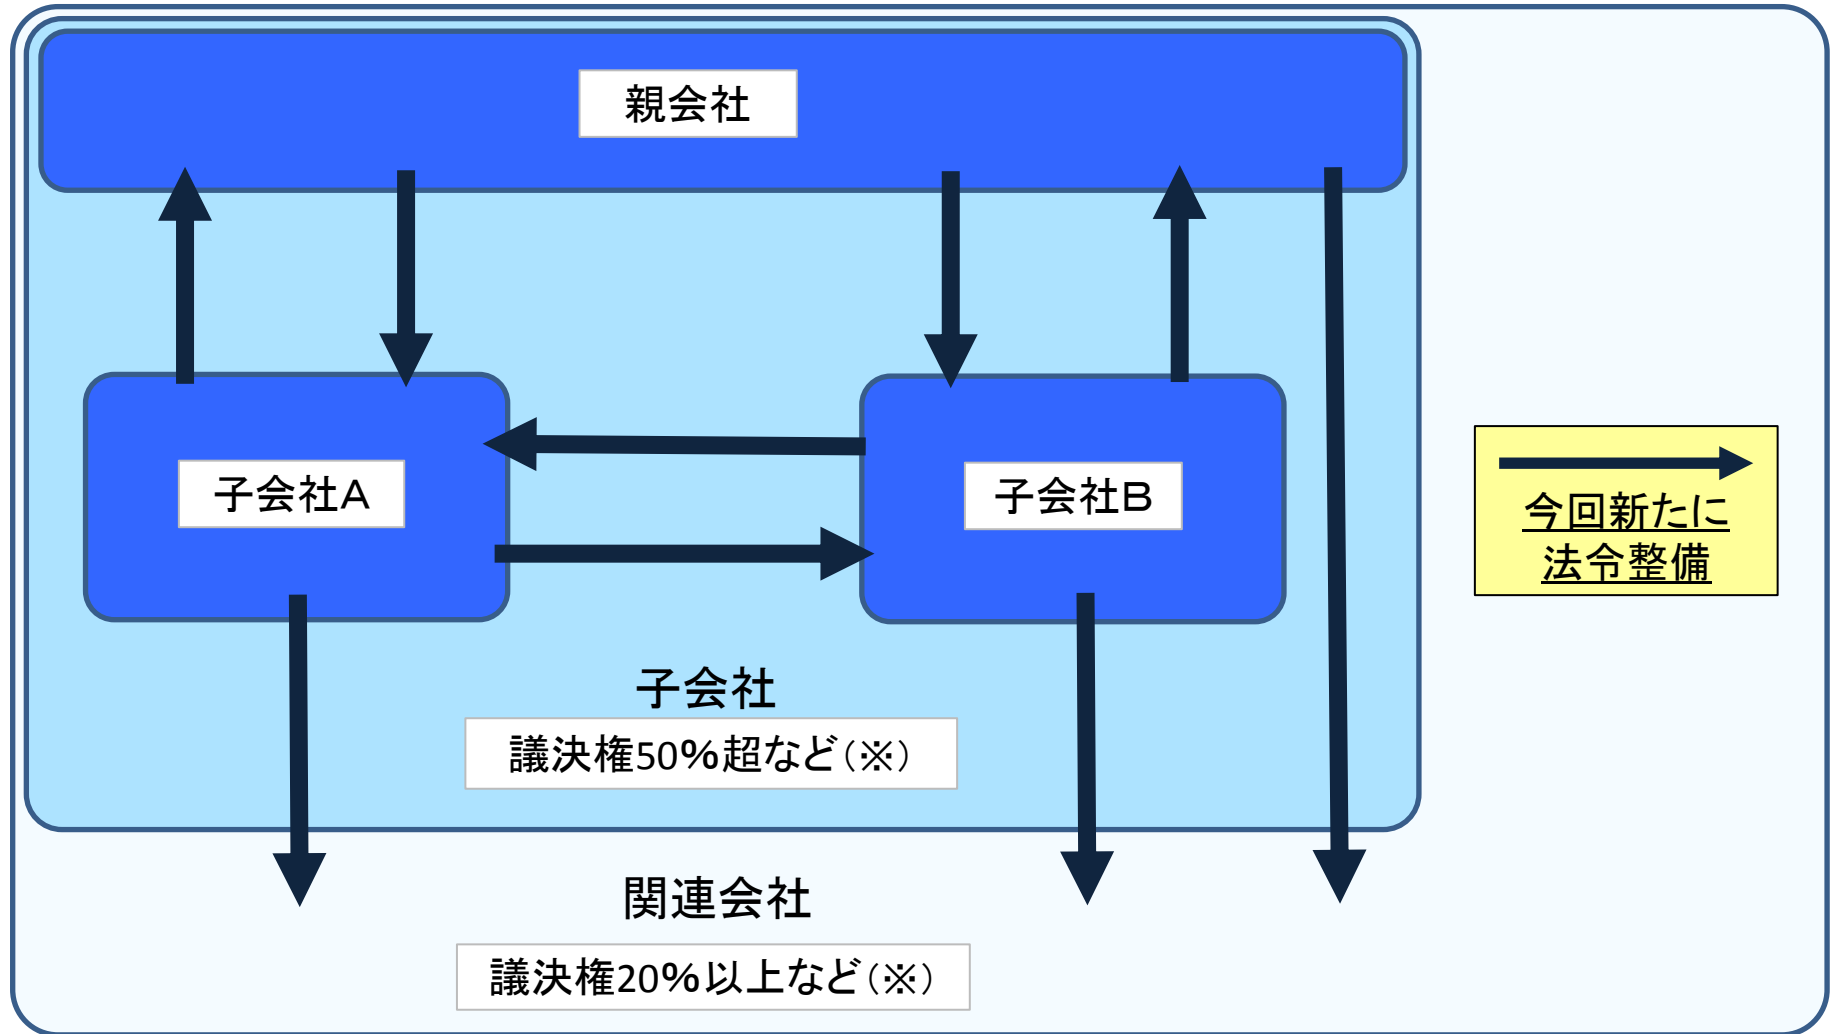 親会社
子会社A
子会社B
今回新たに
法令整備
子会社
議決権50%超など(※)
関連会社
議決権20%以上など(※)